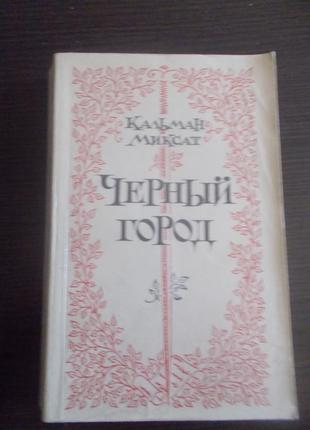 Кальман
Миксат
Черный
город